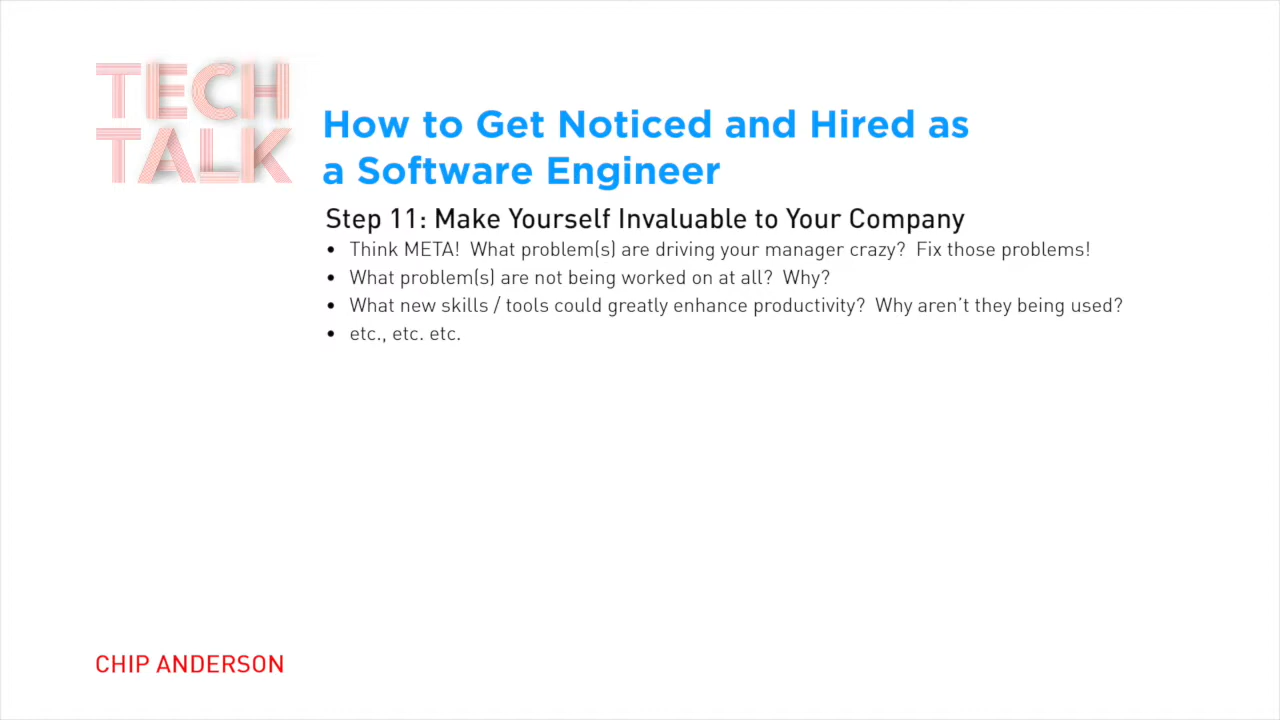 TECH
TALK
How to Get Noticed and Hired as
a Software Engineer
Step 11: Make Yourself Invaluable to Your Company
• Think META!  What problem(s) are driving your manager crazy?  Fix those problems!
• What problem(s) are not being worked on at all?  Why?
• What new skills / tools could greatly enhance productivity?  Why aren’t they being used?
• etc., etc. etc.
CHIP ANDERSON